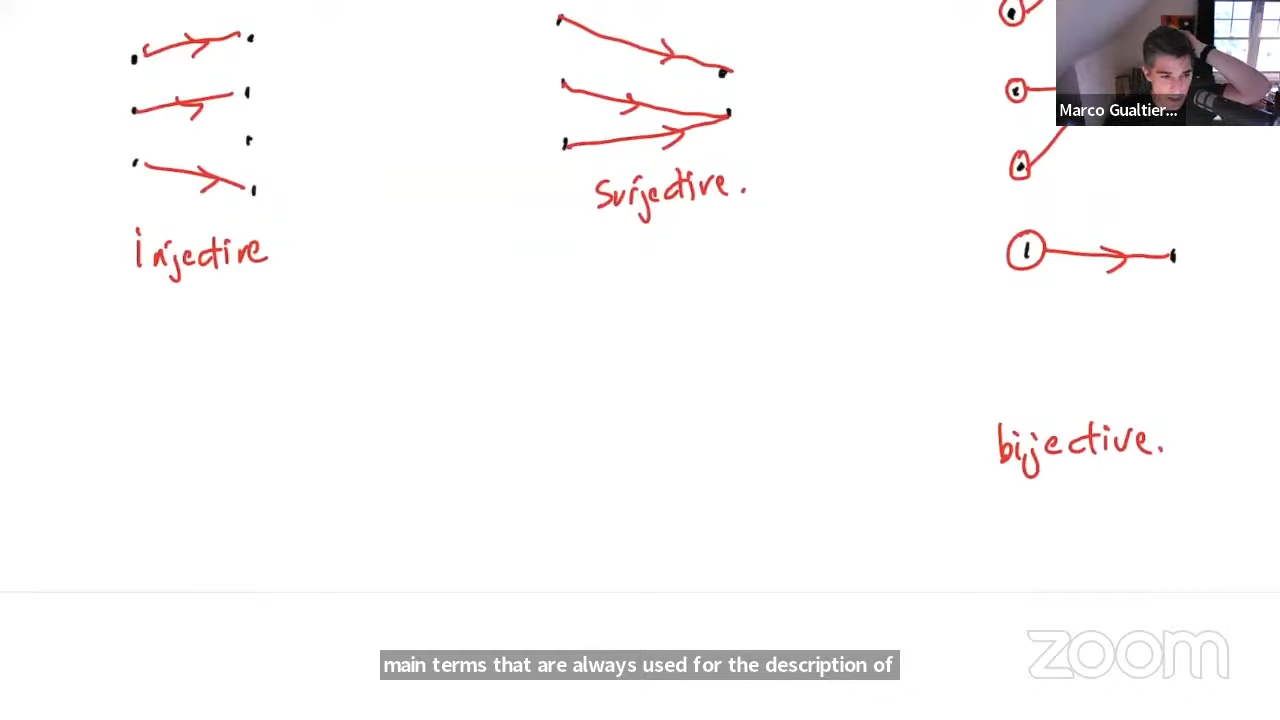 Marco Gualtier...
Surjective.
injective
bijective.
main terms that are always used for the description of
zoom